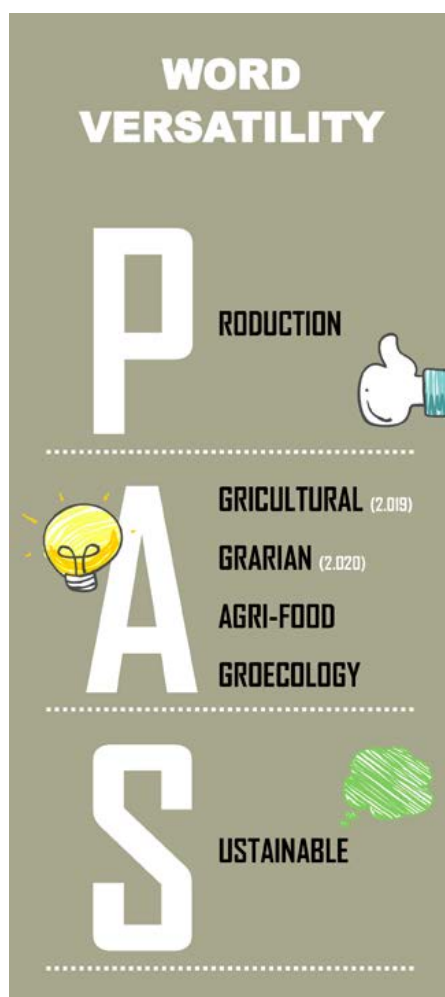 WORD
VERSATILITY
P
RODUCTION
A
GRICULTURAL (2.019)
GRARIAN (2.020)
AGRI-FOOD
GROECOLOGY
S
USTAINABLE